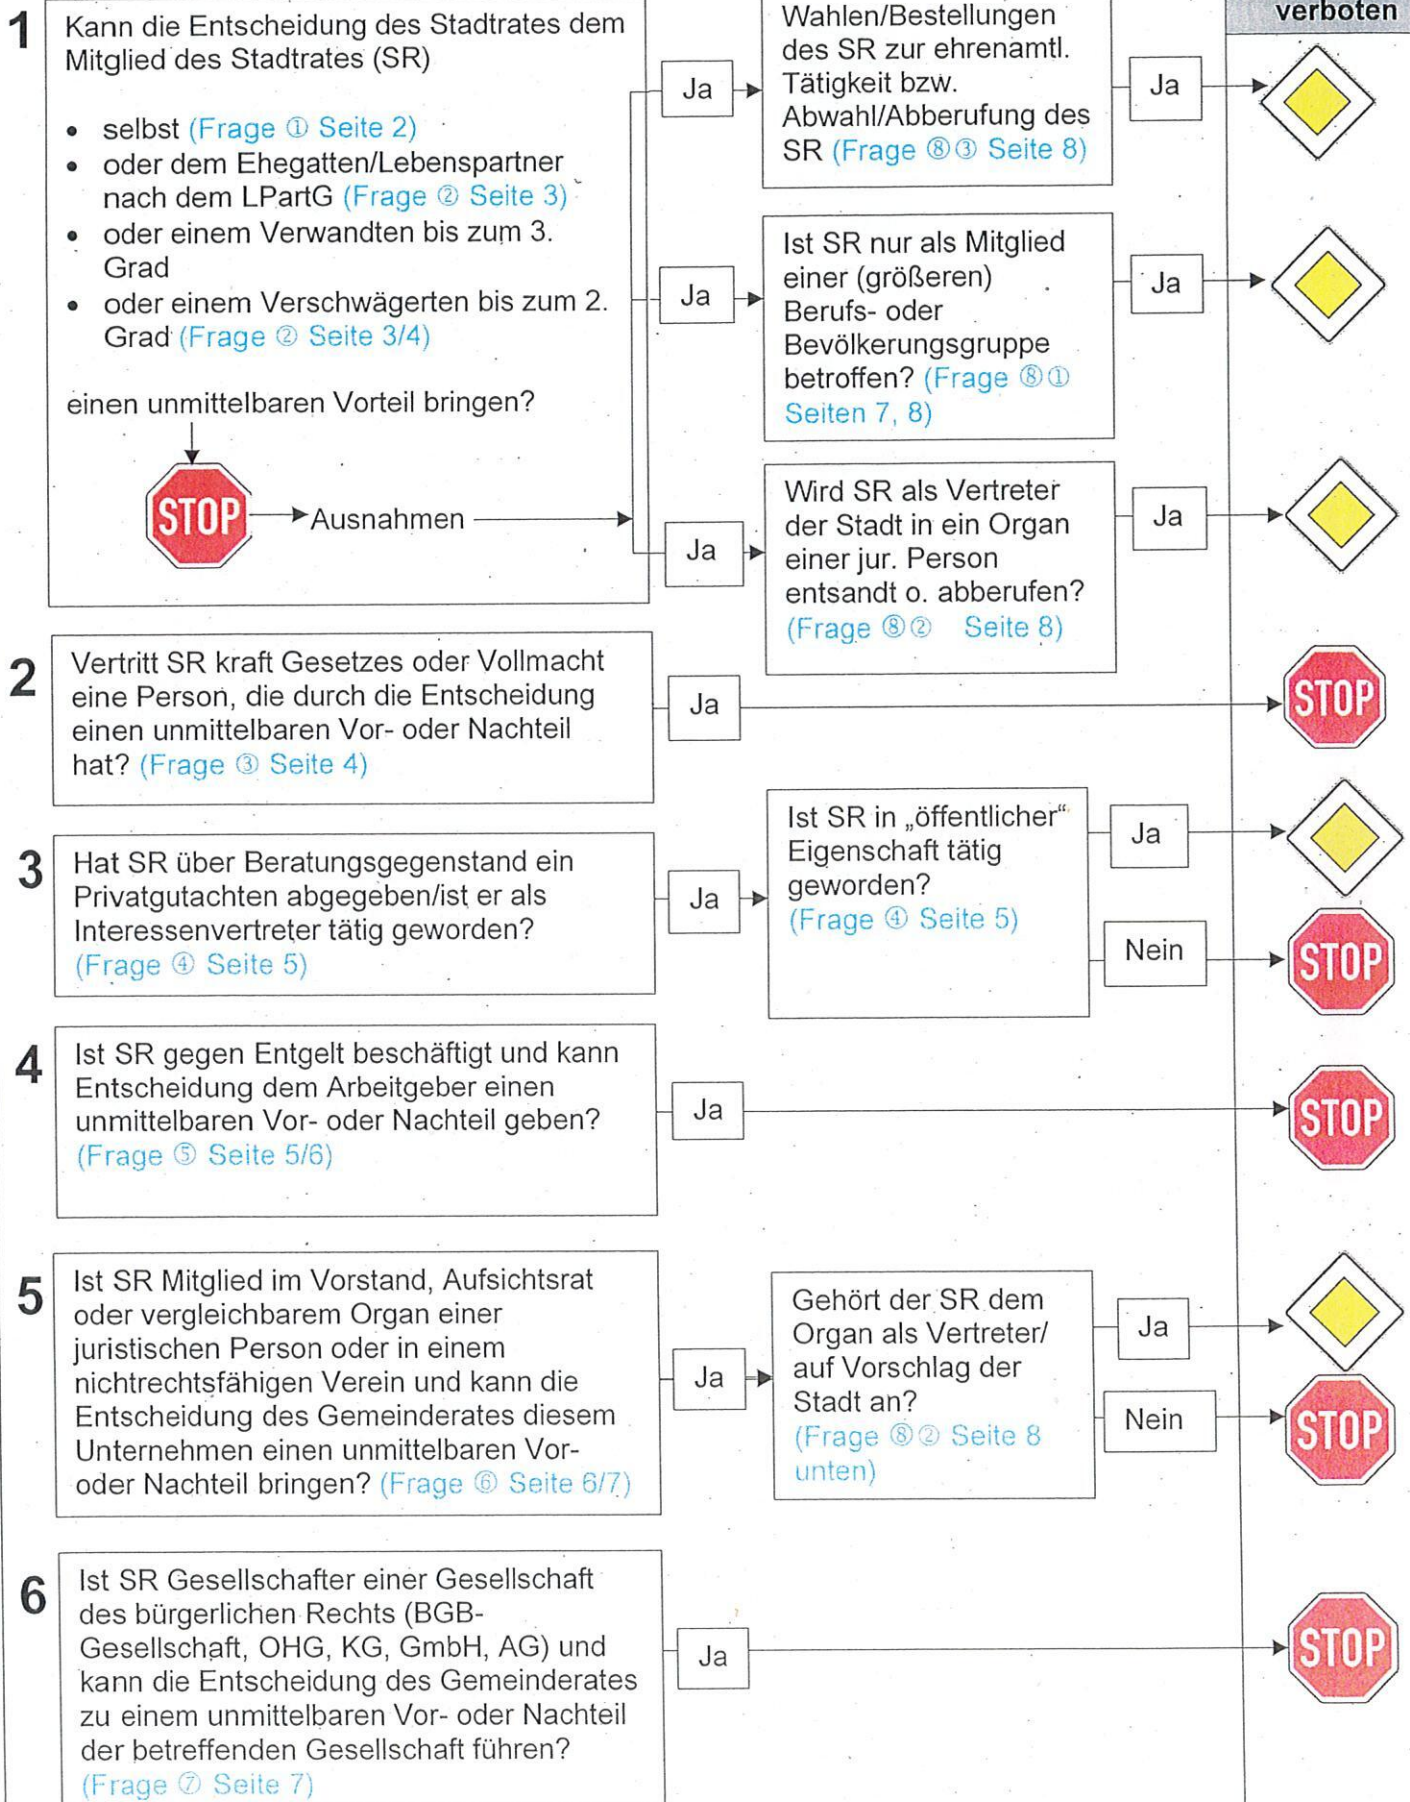 verboten
1
Kann die Entscheidung des Stadtrates dem
Mitglied des Stadtrates (SR)
• selbst (Frage ① Seite 2)
• oder dem Ehegatten/Lebenspartner
nach dem LPartG (Frage ② Seite 3)
• oder einem Verwandten bis zum 3.
Grad
• oder einem Verschwägerten bis zum 2.
Grad (Frage ② Seite 3/4)
einen unmittelbaren Vorteil bringen?
STOP
Ausnahmen
Ja
Wahlen/Bestellungen
des SR zur ehrenamtl.
Tätigkeit bzw.
Abwahl/Abberufung des
SR (Frage ⑧③ Seite 8)
Ja
Ja
Ist SR nur als Mitglied
einer (größeren)
Berufs- oder
Bevölkerungsgruppe
betroffen? (Frage ⑧①
Seiten 7, 8)
Ja
Ja
Wird SR als Vertreter
der Stadt in ein Organ
einer jur. Person
entsandt o. abberufen?
(Frage ⑧② Seite 8)
Ja
2
Vertritt SR kraft Gesetzes oder Vollmacht
eine Person, die durch die Entscheidung
einen unmittelbaren Vor- oder Nachteil
hat? (Frage ③ Seite 4)
Ja
STOP
3
Hat SR über Beratungsgegenstand ein
Privatgutachten abgegeben/ist er als
Interessenvertreter tätig geworden?
(Frage ④ Seite 5)
Ja
Ist SR in „öffentlicher“
Eigenschaft tätig
geworden?
(Frage ④ Seite 5)
Ja
Nein
STOP
4
Ist SR gegen Entgelt beschäftigt und kann
Entscheidung dem Arbeitgeber einen
unmittelbaren Vor- oder Nachteil geben?
(Frage ⑤ Seite 5/6)
Ja
STOP
5
Ist SR Mitglied im Vorstand, Aufsichtsrat
oder vergleichbarem Organ einer
juristischen Person oder in einem
nichtrechtsfähigen Verein und kann die
Entscheidung des Gemeinderates diesem
Unternehmen einen unmittelbaren Vor-
oder Nachteil bringen? (Frage ⑥ Seite 6/7)
Ja
Gehört der SR dem
Organ als Vertreter/
auf Vorschlag der
Stadt an?
(Frage ⑧② Seite 8
unten)
Ja
Nein
STOP
6
Ist SR Gesellschafter einer Gesellschaft
des bürgerlichen Rechts (BGB-
Gesellschaft, OHG, KG, GmbH, AG) und
kann die Entscheidung des Gemeinderates
zu einem unmittelbaren Vor- oder Nachteil
der betreffenden Gesellschaft führen?
(Frage ⑦ Seite 7)
Ja
STOP